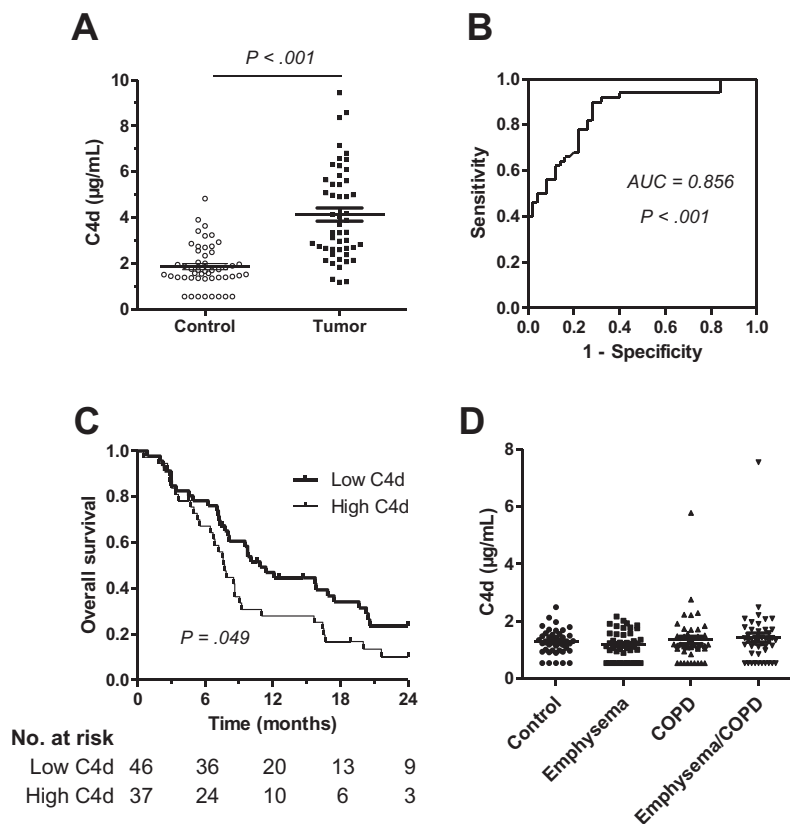 A
P < .001
C4d (µg/mL)
10
8
6
4
2
0
Control
Tumor
B
Sensitivity
1.0
0.8
0.6
0.4
0.2
0.0
AUC = 0.856
P < .001
0.0 0.2 0.4 0.6 0.8 1.0
1 - Specificity
C
Overall survival
1.0
0.8
0.6
0.4
0.2
0.0
Low C4d
High C4d
P = .049
0 6 12 18 24
Time (months)
No. at risk
Low C4d 46 36 20 13 9
High C4d 37 24 10 6 3
D
C4d (µg/mL)
8
6
4
2
0
Control
Emphysema
COPD
Emphysema/COPD